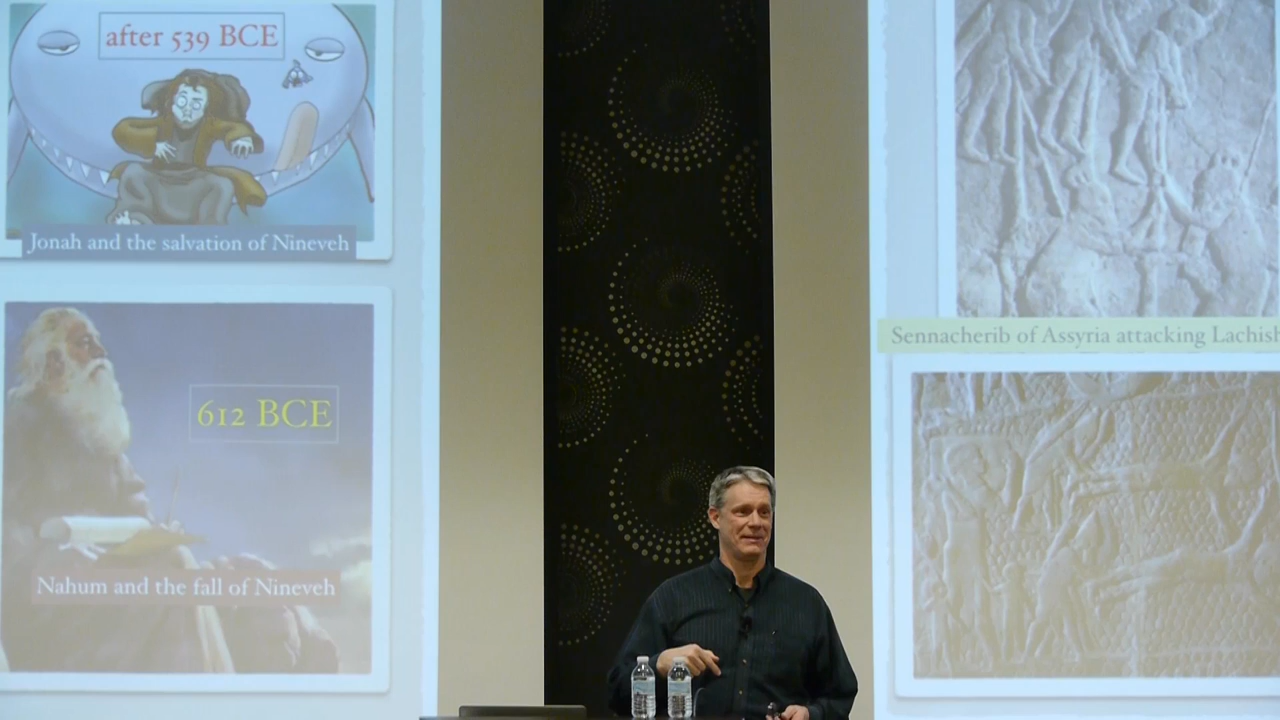 after 539 BCE
Jonah and the salvation of Nineveh
612 BCE
Nahum and the fall of Nineveh
Sennacherib of Assyria attacking Lachish